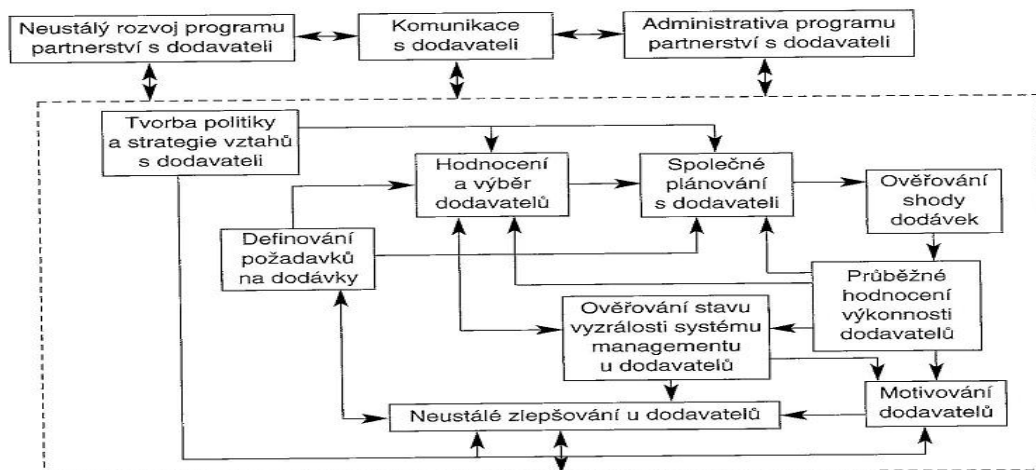 Neustálý rozvoj programu
partnerství s dodavateli
Komunikace
s dodavateli
Administrativa programu
partnerství s dodavateli
Tvorba politiky
a strategie vztahů
s dodavateli
Hodnocení
a výběr
dodavatelů
Společné
plánování
s dodavateli
Ověřování
shody
dodávek
Definování
požadavků
na dodávky
Průběžné
hodnocení
výkonnosti
dodavatelů
Ověřování stavu
vyzrálosti systému
managementu
u dodavatelů
Motivování
dodavatelů
Neustálé zlepšování u dodavatelů